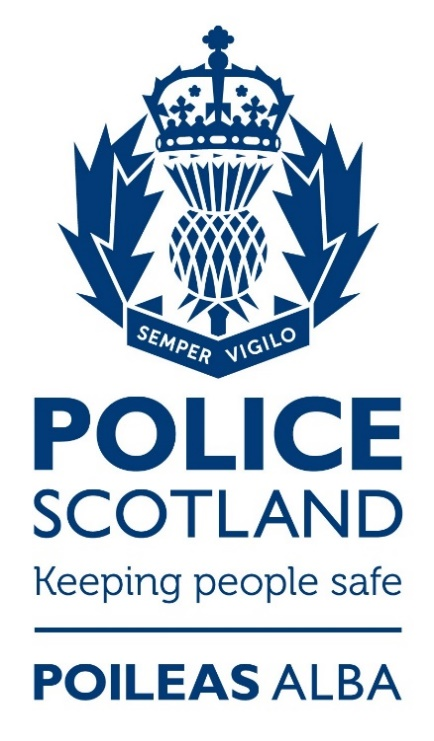 SEMPER VIGILO
POLICE
SCOTLAND
Keeping people safe
POILEAS ALBA